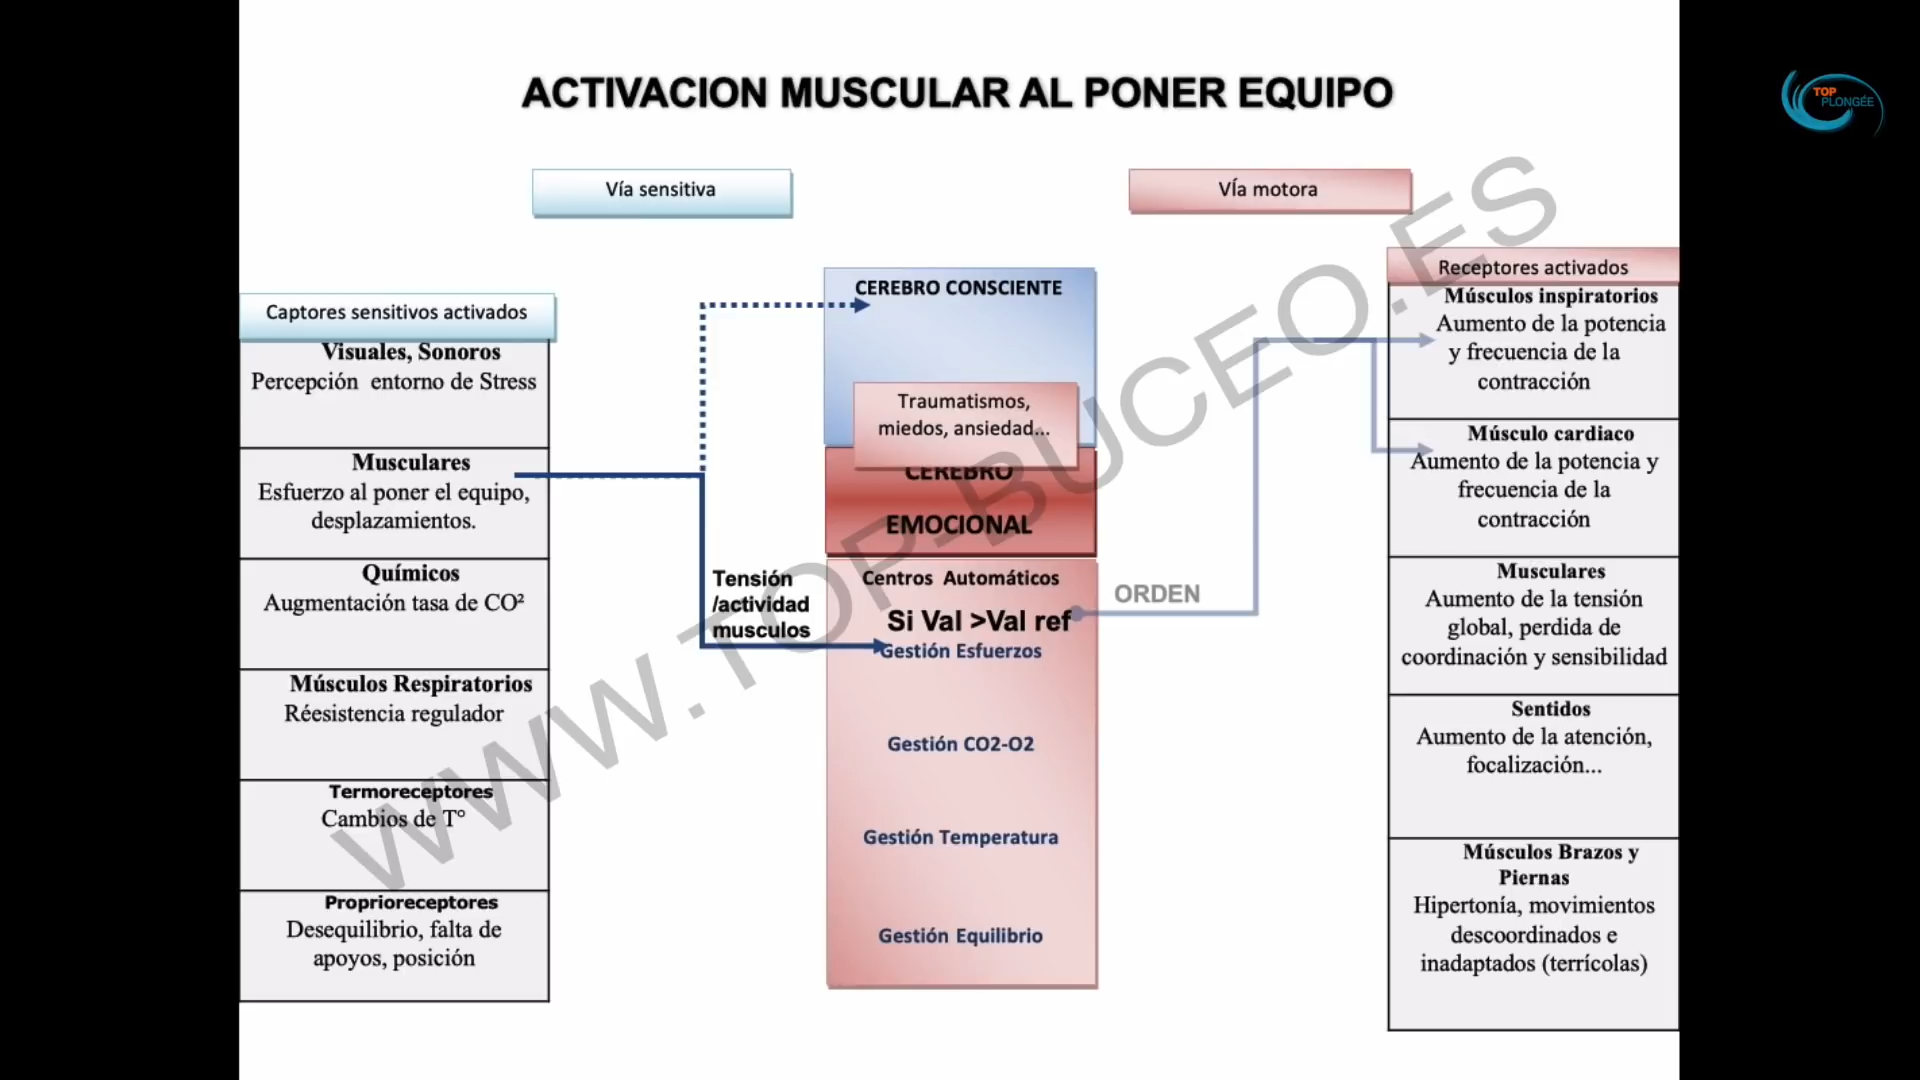 ACTIVACION MUSCULAR AL PONER EQUIPO
TOP
PLONGÉE
Vía sensitiva
VÍa motora
Captores sensitivos activados
Visuales, Sonoros
Percepción entorno de Stress
Musculares
Esfuerzo al poner el equipo,
desplazamientos.
Químicos
Augmentación tasa de CO²
Músculos Respiratorios
Réesistencia regulador
Termoreceptores
Cambios de T°
Proprioreceptores
Desequilibrio, falta de
apoyos, posición
Tensión
/actividad
musculos
CEREBRO CONSCIENTE
Traumatismos,
miedos, ansiedad...
CEREBRO
EMOCIONAL
Centros Automáticos
Si Val >Val ref
Gestión Esfuerzos
Gestión CO2-O2
Gestión Temperatura
Gestión Equilibrio
ORDEN
Receptores activados
Músculos inspiratorios
Aumento de la potencia
y frecuencia de la
contracción
Músculo cardiaco
Aumento de la potencia y
frecuencia de la
contracción
Musculares
Aumento de la tensión
global, perdida de
coordinación y sensibilidad
Sentidos
Aumento de la atención,
focalización...
Músculos Brazos y
Piernas
Hipertonía, movimientos
descoordinados e
inadaptados (terrícolas)
WWW.TOP-BUCEO.ES